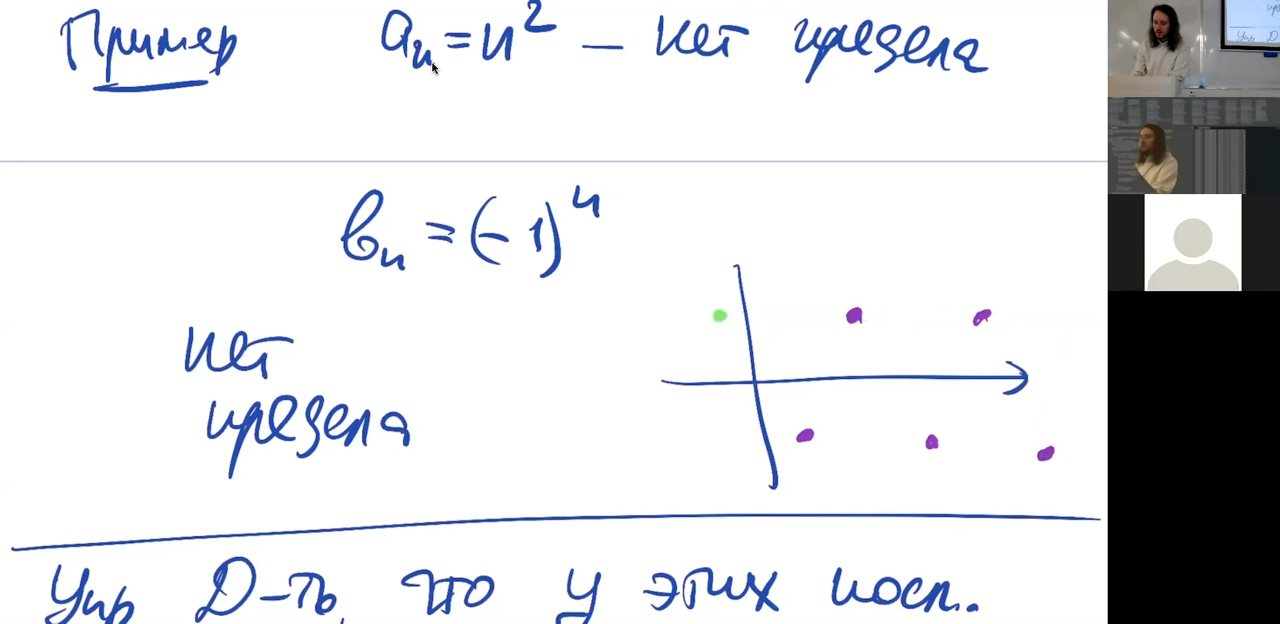 Пример aₙ = n² – нет предела
bₙ = (-1)ⁿ
нет
предела
Упр Д-ть, что у этих посл.